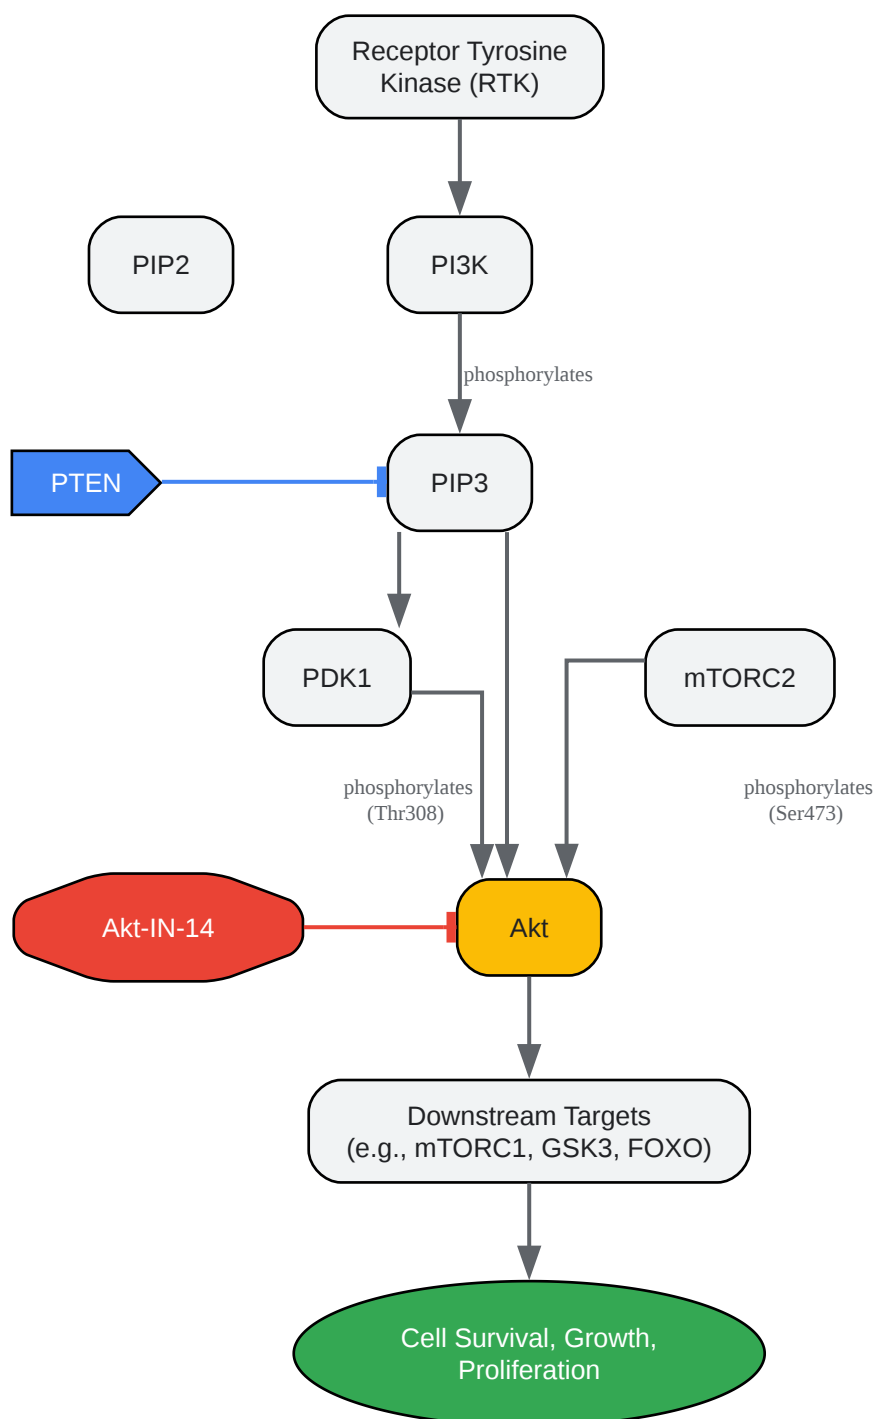 Receptor Tyrosine
Kinase (RTK)
PIP2
PI3K
phosphorylates
PTEN
PIP3
PDK1
mTORC2
phosphorylates
(Thr308)
phosphorylates
(Ser473)
Akt-IN-14
Akt
Downstream Targets
(e.g., mTORC1, GSK3, FOXO)
Cell Survival, Growth,
Proliferation